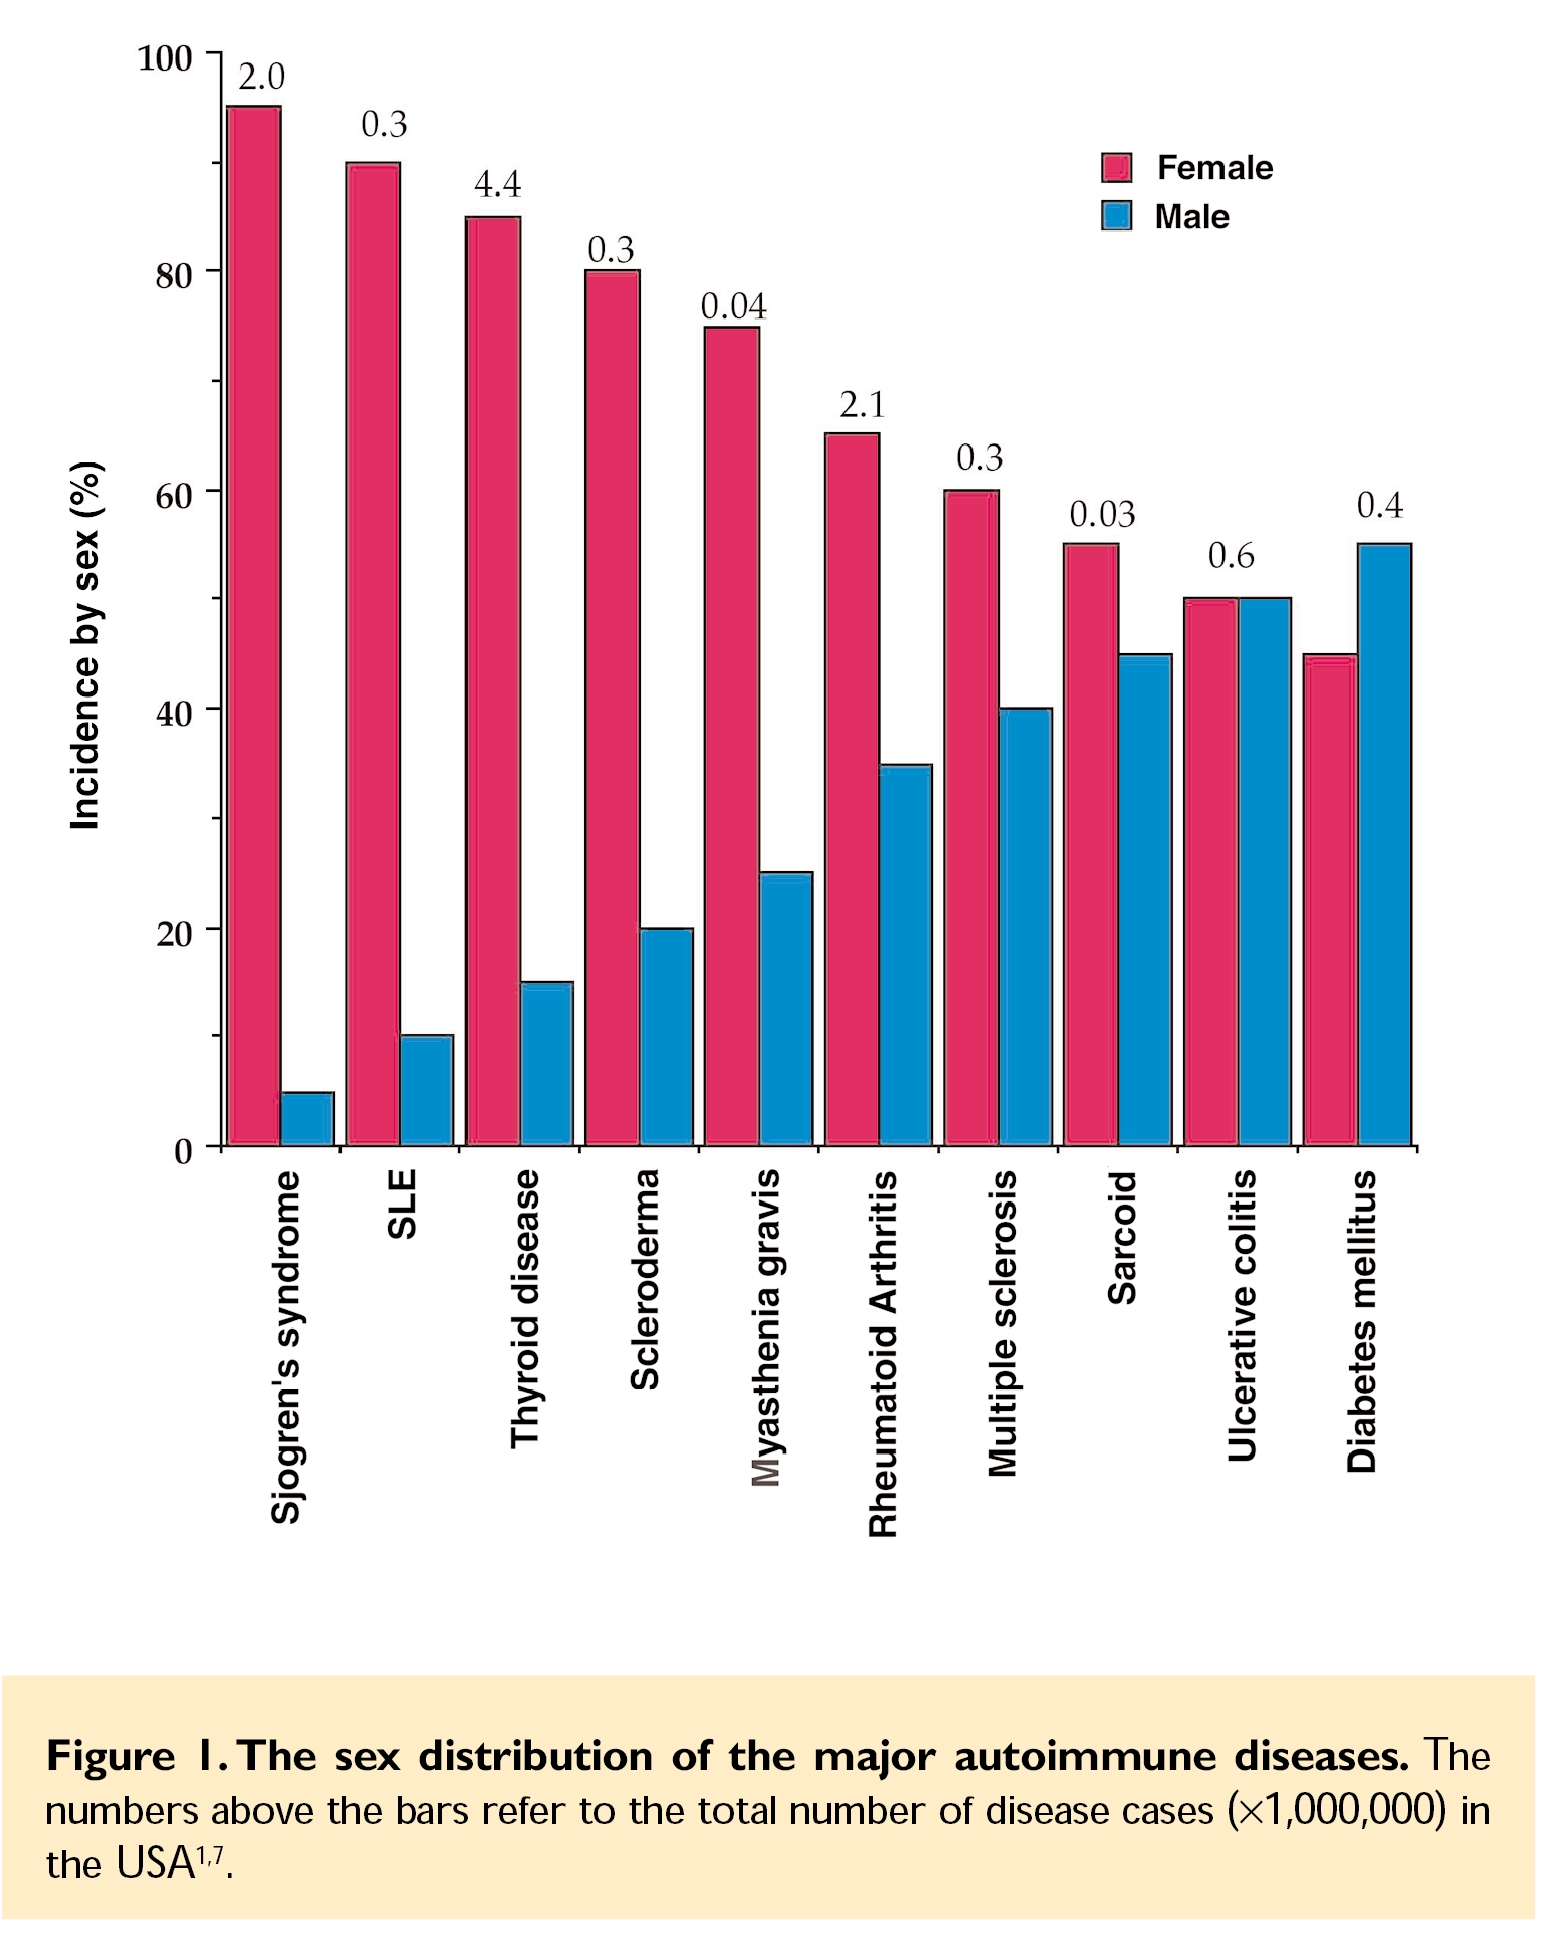 100
80
60
40
20
0
Incidence by sex (%)
2.0
0.3
4.4
0.3
0.04
2.1
0.3
0.03
0.6
0.4
Female
Male
Sjogren's syndrome
SLE
Thyroid disease
Scleroderma
Myasthenia gravis
Rheumatoid Arthritis
Multiple sclerosis
Sarcoid
Ulcerative colitis
Diabetes mellitus
Figure 1. The sex distribution of the major autoimmune diseases. The
numbers above the bars refer to the total number of disease cases (×1,000,000) in
the USA1,7.